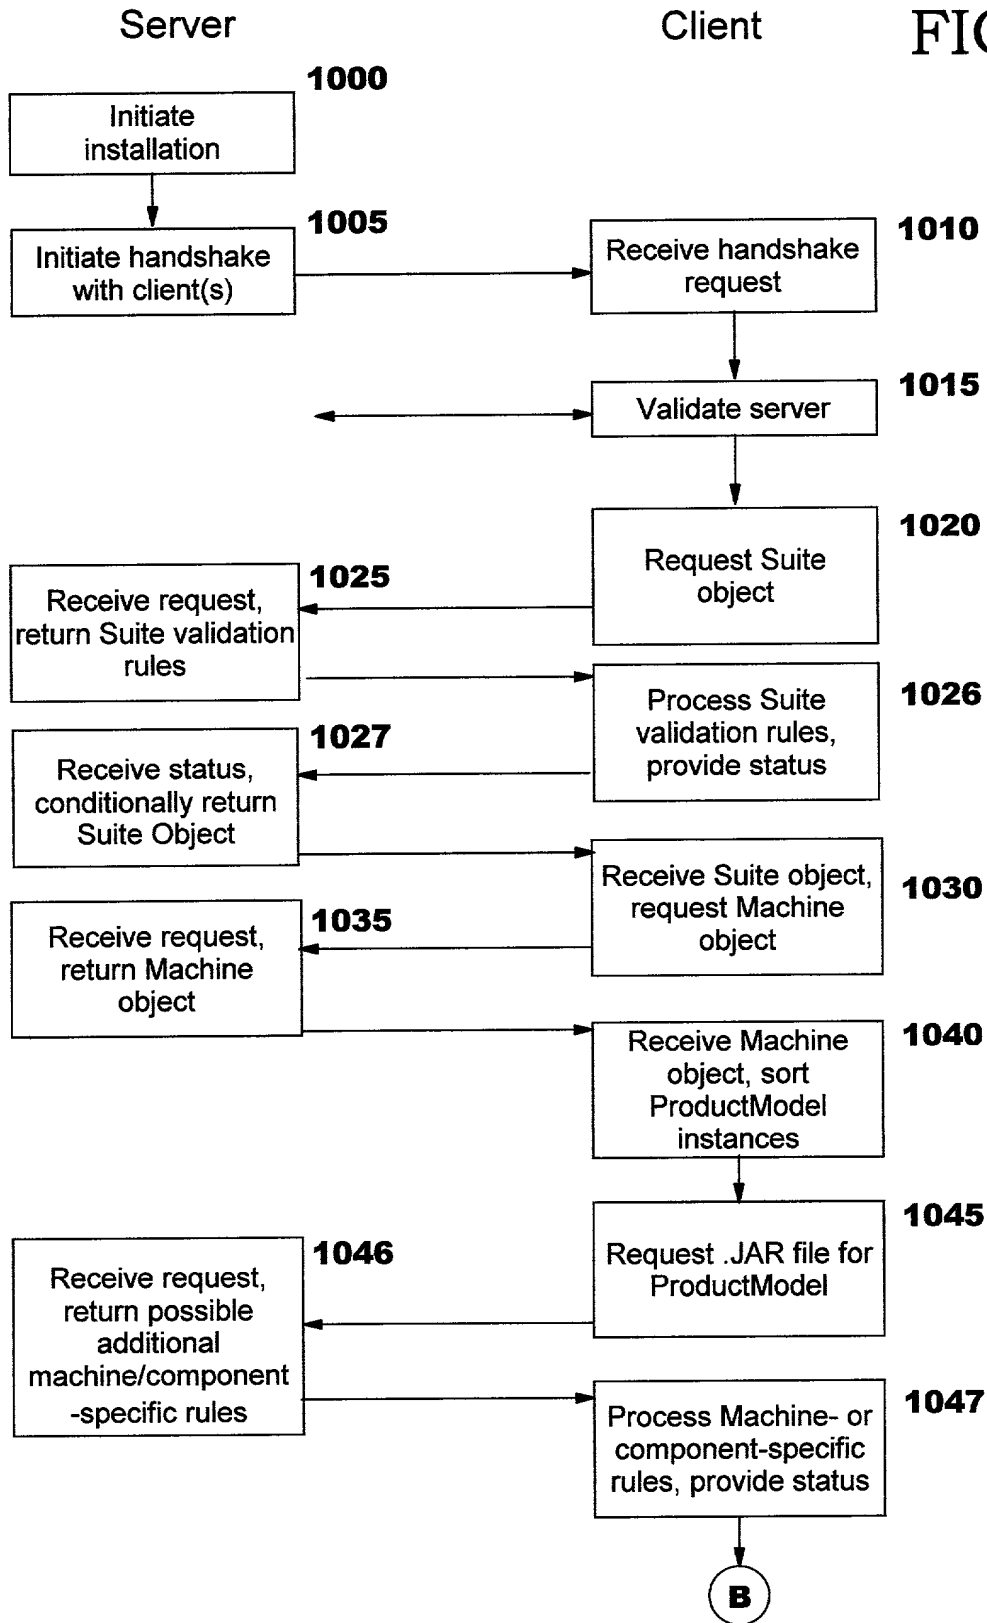 Server
Client
FIG
1000
Initiate
installation
1005
Initiate handshake
with client(s)
1010
Receive handshake
request
1015
Validate server
1020
Request Suite
object
1025
Receive request,
return Suite validation
rules
1026
Process Suite
validation rules,
provide status
1027
Receive status,
conditionally return
Suite Object
1030
Receive Suite object,
request Machine
object
1035
Receive request,
return Machine
object
1040
Receive Machine
object, sort
ProductModel
instances
1045
Request .JAR file for
ProductModel
1046
Receive request,
return possible
additional
machine/component
-specific rules
1047
Process Machine- or
component-specific
rules, provide status
B